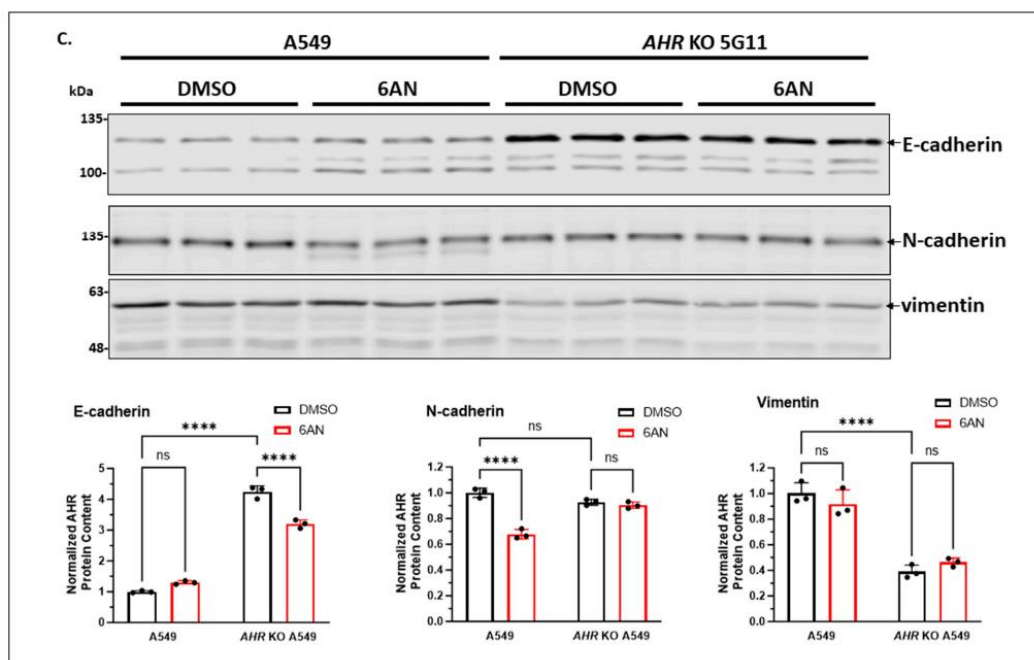 C.
A549 AHR KO 5G11
DMSO 6AN DMSO 6AN
kDa
135-
100-
E-cadherin
135-
N-cadherin
63-
48-
vimentin
E-cadherin
DMSO
6AN
****
ns
****
Normalized AHR
Protein Content
5
4
3
2
1
0
A549 AHR KO A549
N-cadherin
DMSO
6AN
ns
****
ns
Normalized AHR
Protein Content
1.2
1.0
0.8
0.6
0.4
0.2
0.0
A549 AHR KO A549
Vimentin
DMSO
6AN
****
ns
ns
Normalized AHR
Protein Content
1.2
1.0
0.8
0.6
0.4
0.2
0.0
A549 AHR KO A549